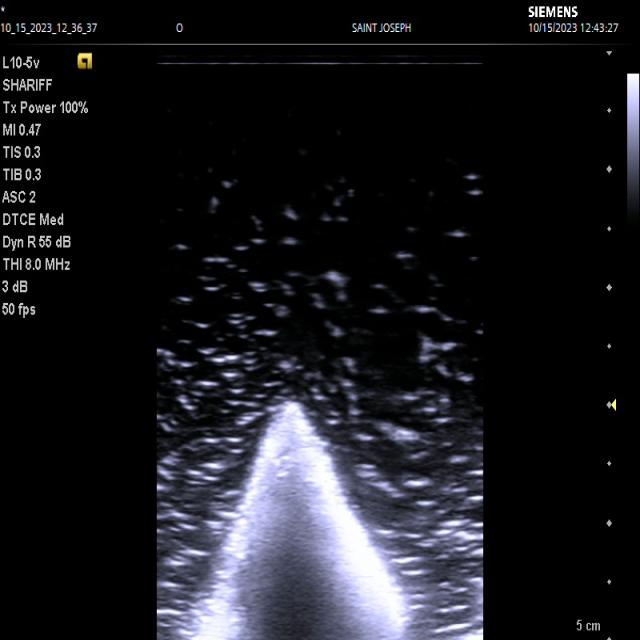 *
SIEMENS
10_15_2023_12_36_37 O SAINT JOSEPH 10/15/2023 12:43:27
L10-5v
SHARIFF
Tx Power 100%
MI 0.47
TIS 0.3
TIB 0.3
ASC 2
DTCE Med
Dyn R 55 dB
THI 8.0 MHz
3 dB
50 fps
5 cm